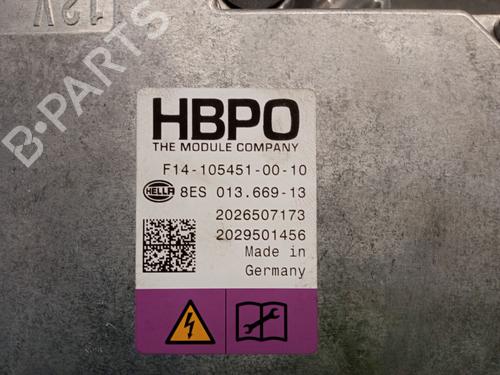 12V
B-PARTS
HBPO
THE MODULE COMPANY
F14-105451-00-10
HELLA 8ES 013.669-13
2026507173
2029501456
Made in
Germany